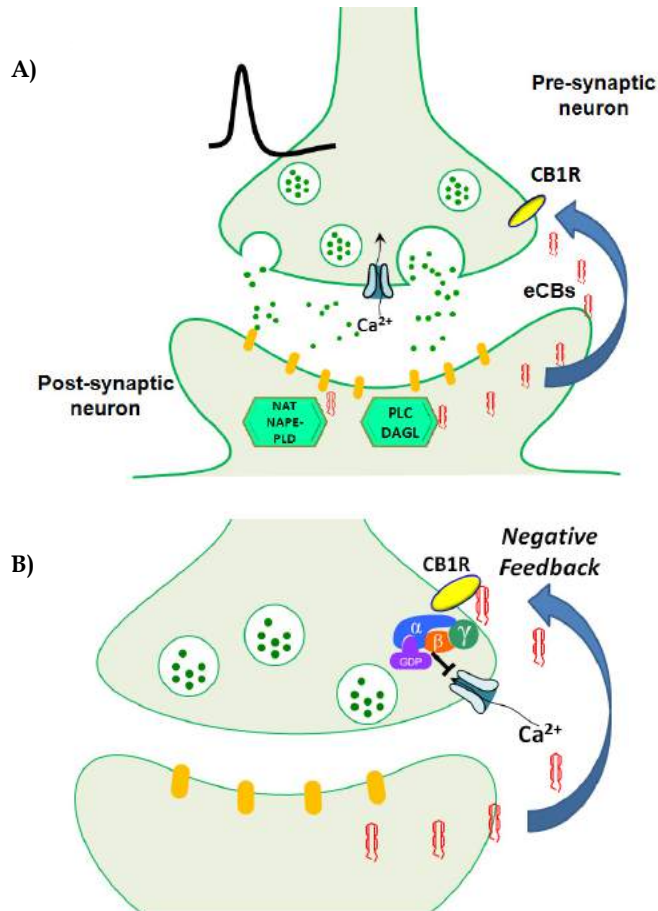 A)
Pre-synaptic
neuron
CB1R
eCBs
Ca²⁺
Post-synaptic
neuron
NAT
NAPE-
PLD
PLC
DAGL
B)
Negative
Feedback
CB1R
α
β
γ
GDP
Ca²⁺